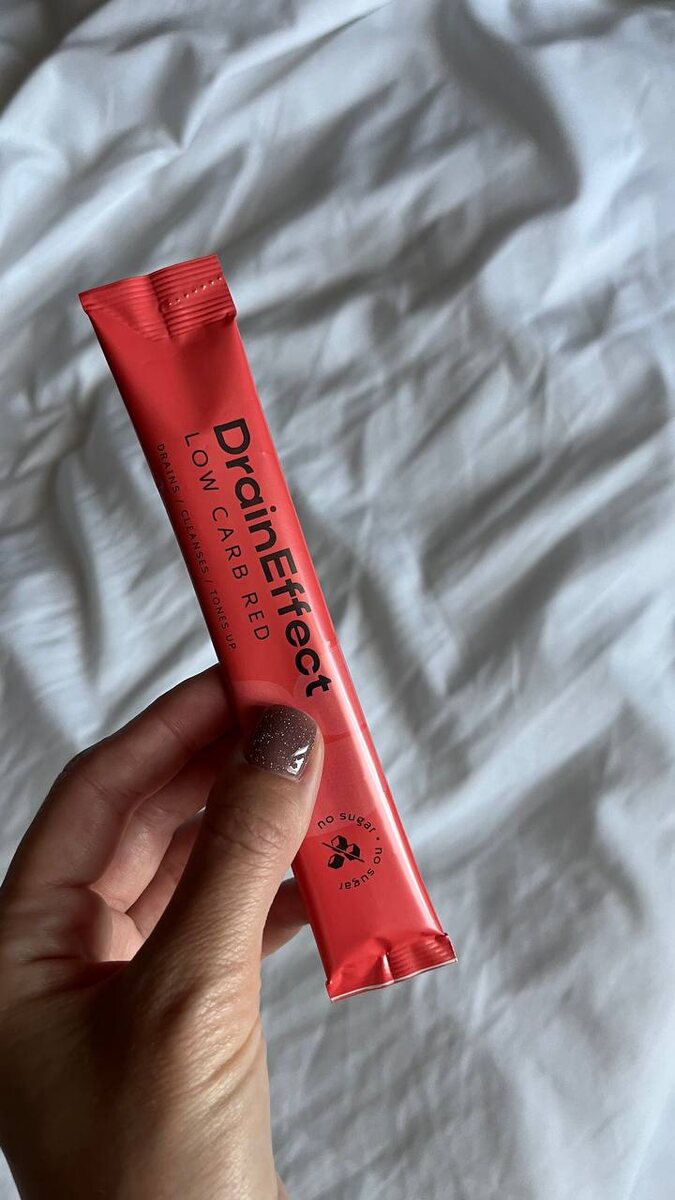 DrainEffect
LOW CARB RED
DRAINS / CLEANSES / TONES UP
no sugar • no sugar